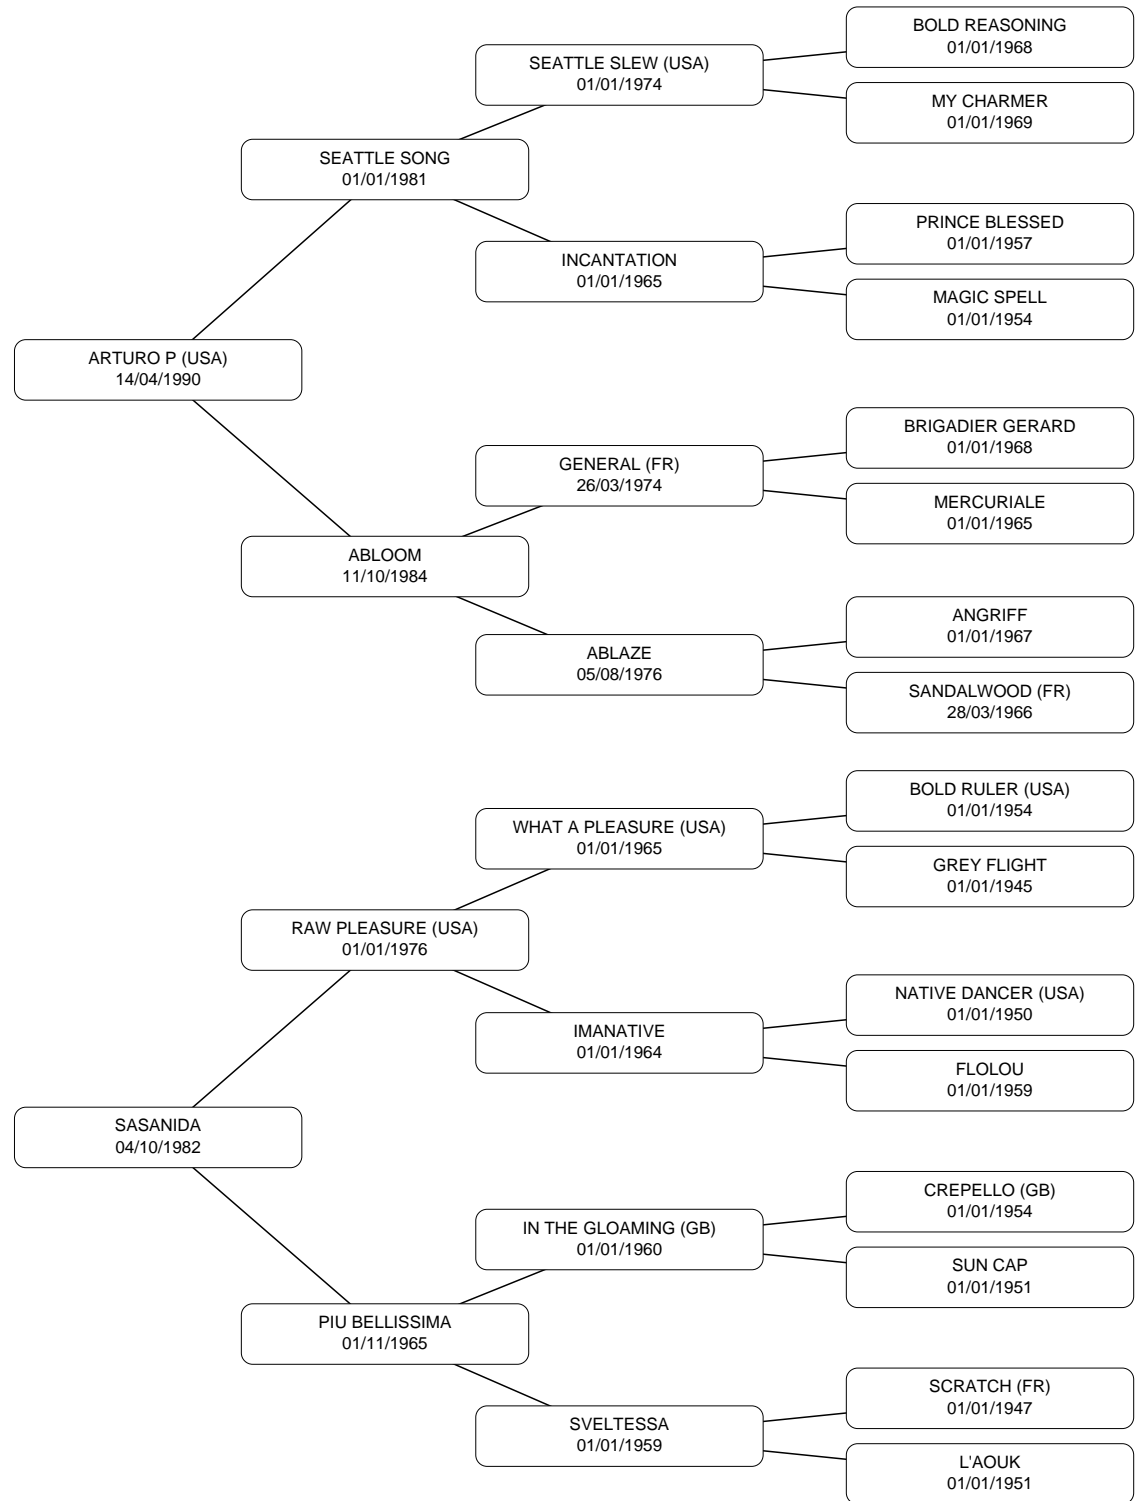 BOLD REASONING
01/01/1968
SEATTLE SLEW (USA)
01/01/1974
MY CHARMER
01/01/1969
SEATTLE SONG
01/01/1981
PRINCE BLESSED
01/01/1957
INCANTATION
01/01/1965
MAGIC SPELL
01/01/1954
ARTURO P (USA)
14/04/1990
BRIGADIER GERARD
01/01/1968
GENERAL (FR)
26/03/1974
MERCURIALE
01/01/1965
ABLOOM
11/10/1984
ANGRIFF
01/01/1967
ABLAZE
05/08/1976
SANDALWOOD (FR)
28/03/1966
BOLD RULER (USA)
01/01/1954
WHAT A PLEASURE (USA)
01/01/1965
GREY FLIGHT
01/01/1945
RAW PLEASURE (USA)
01/01/1976
NATIVE DANCER (USA)
01/01/1950
IMANATIVE
01/01/1964
FLOLOU
01/01/1959
SASANIDA
04/10/1982
CREPELLO (GB)
01/01/1954
IN THE GLOAMING (GB)
01/01/1960
SUN CAP
01/01/1951
PIU BELLISSIMA
01/11/1965
SCRATCH (FR)
01/01/1947
SVELTESSA
01/01/1959
L'AOUK
01/01/1951